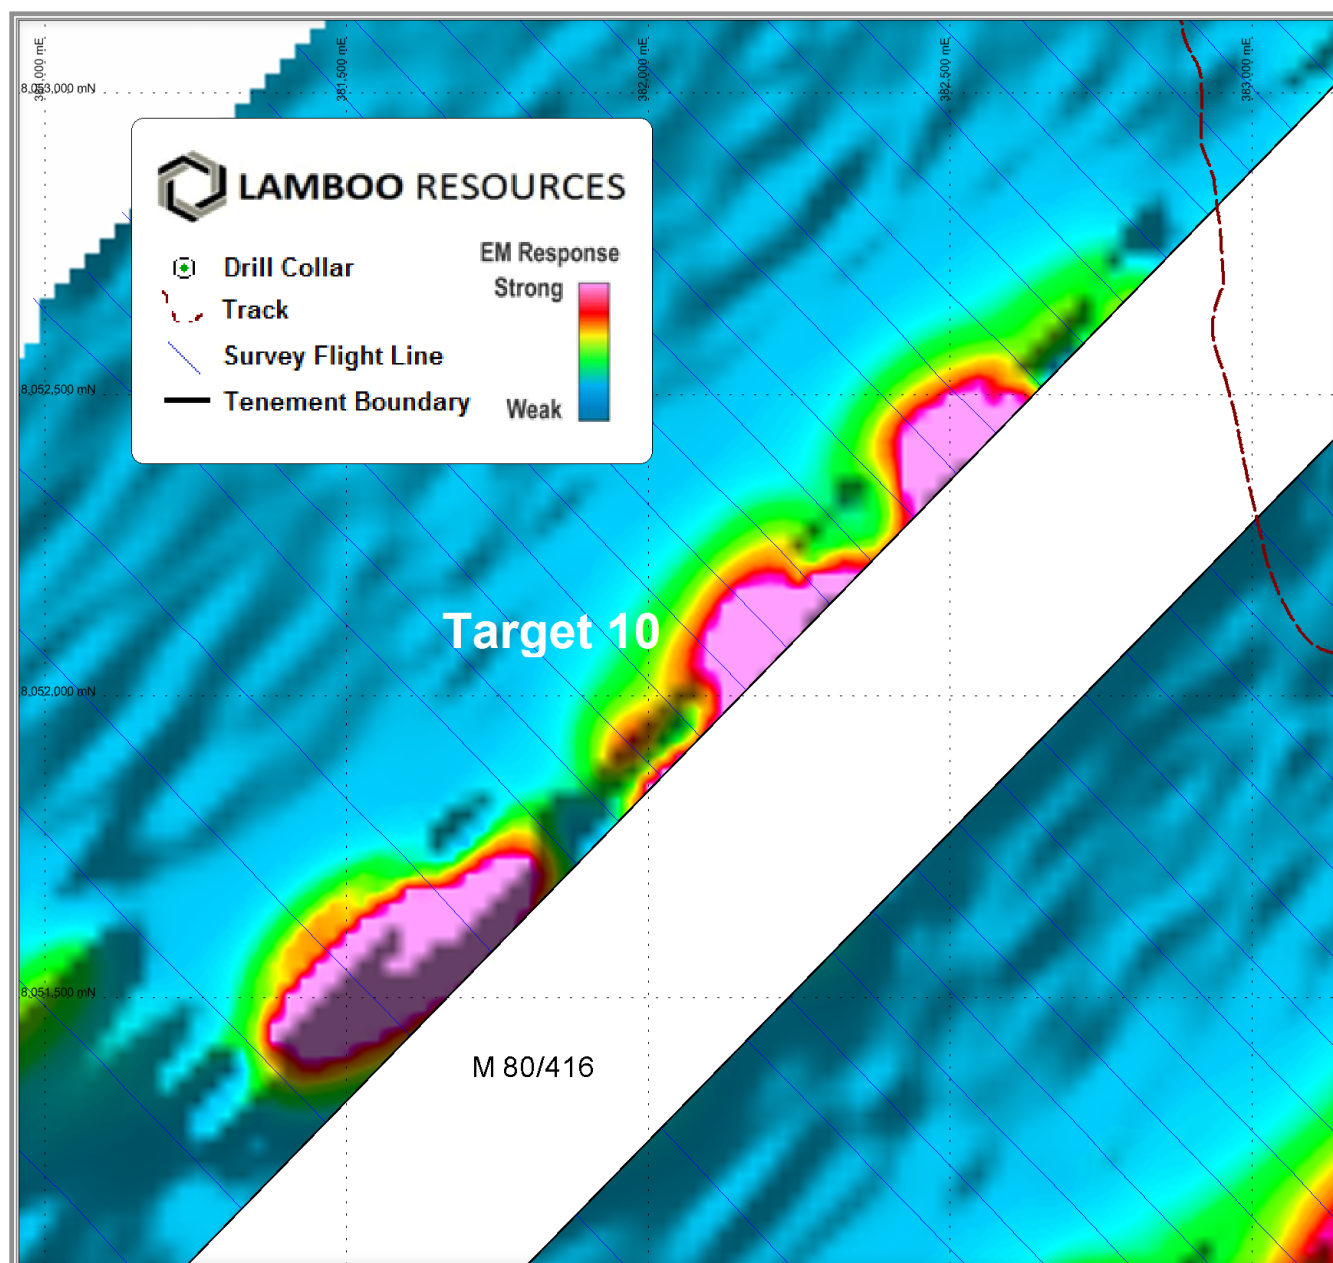 381,000 mE
381,500 mE
382,000 mE
382,500 mE
383,000 mE
8,053,000 mN
LAMBOO RESOURCES
EM Response
Drill Collar
Strong
Track
Survey Flight Line
8,052,500 mN
Tenement Boundary
Weak
Target 10
8,052,000 mN
8,051,500 mN
M 80/416